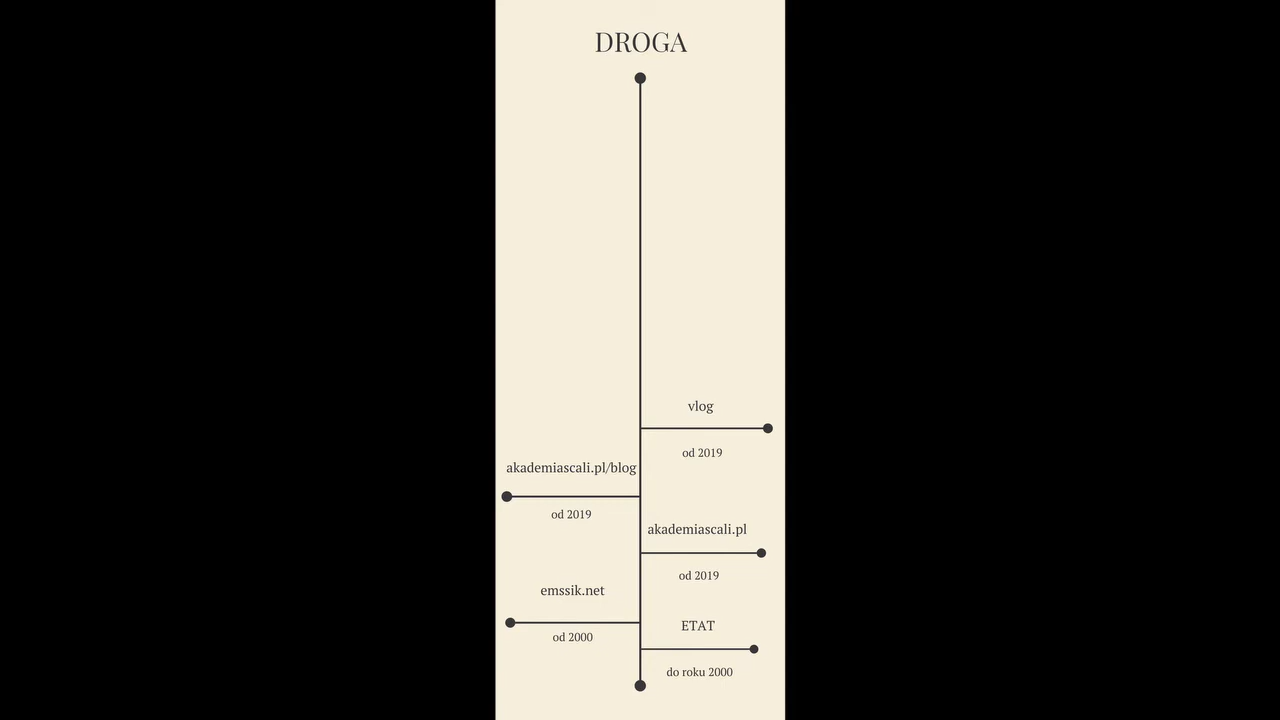 DROGA
vlog
od 2019
akademiascali.pl/blog
od 2019
akademiascali.pl
od 2019
emssik.net
od 2000
ETAT
do roku 2000